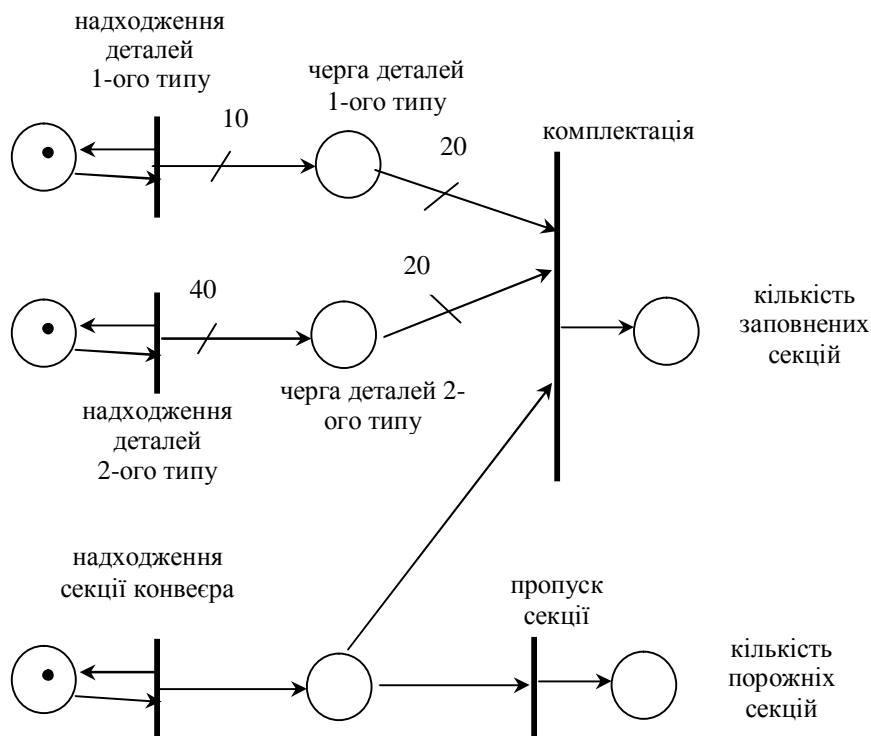 надходження
деталей
1-ого типу
10
черга деталей
1-ого типу
20
комплектація
40
20
кількість
заповнених
секцій
надходження
деталей
2-ого типу
черга деталей 2-
ого типу
надходження
секції конвеєра
пропуск
секції
кількість
порожніх
секцій